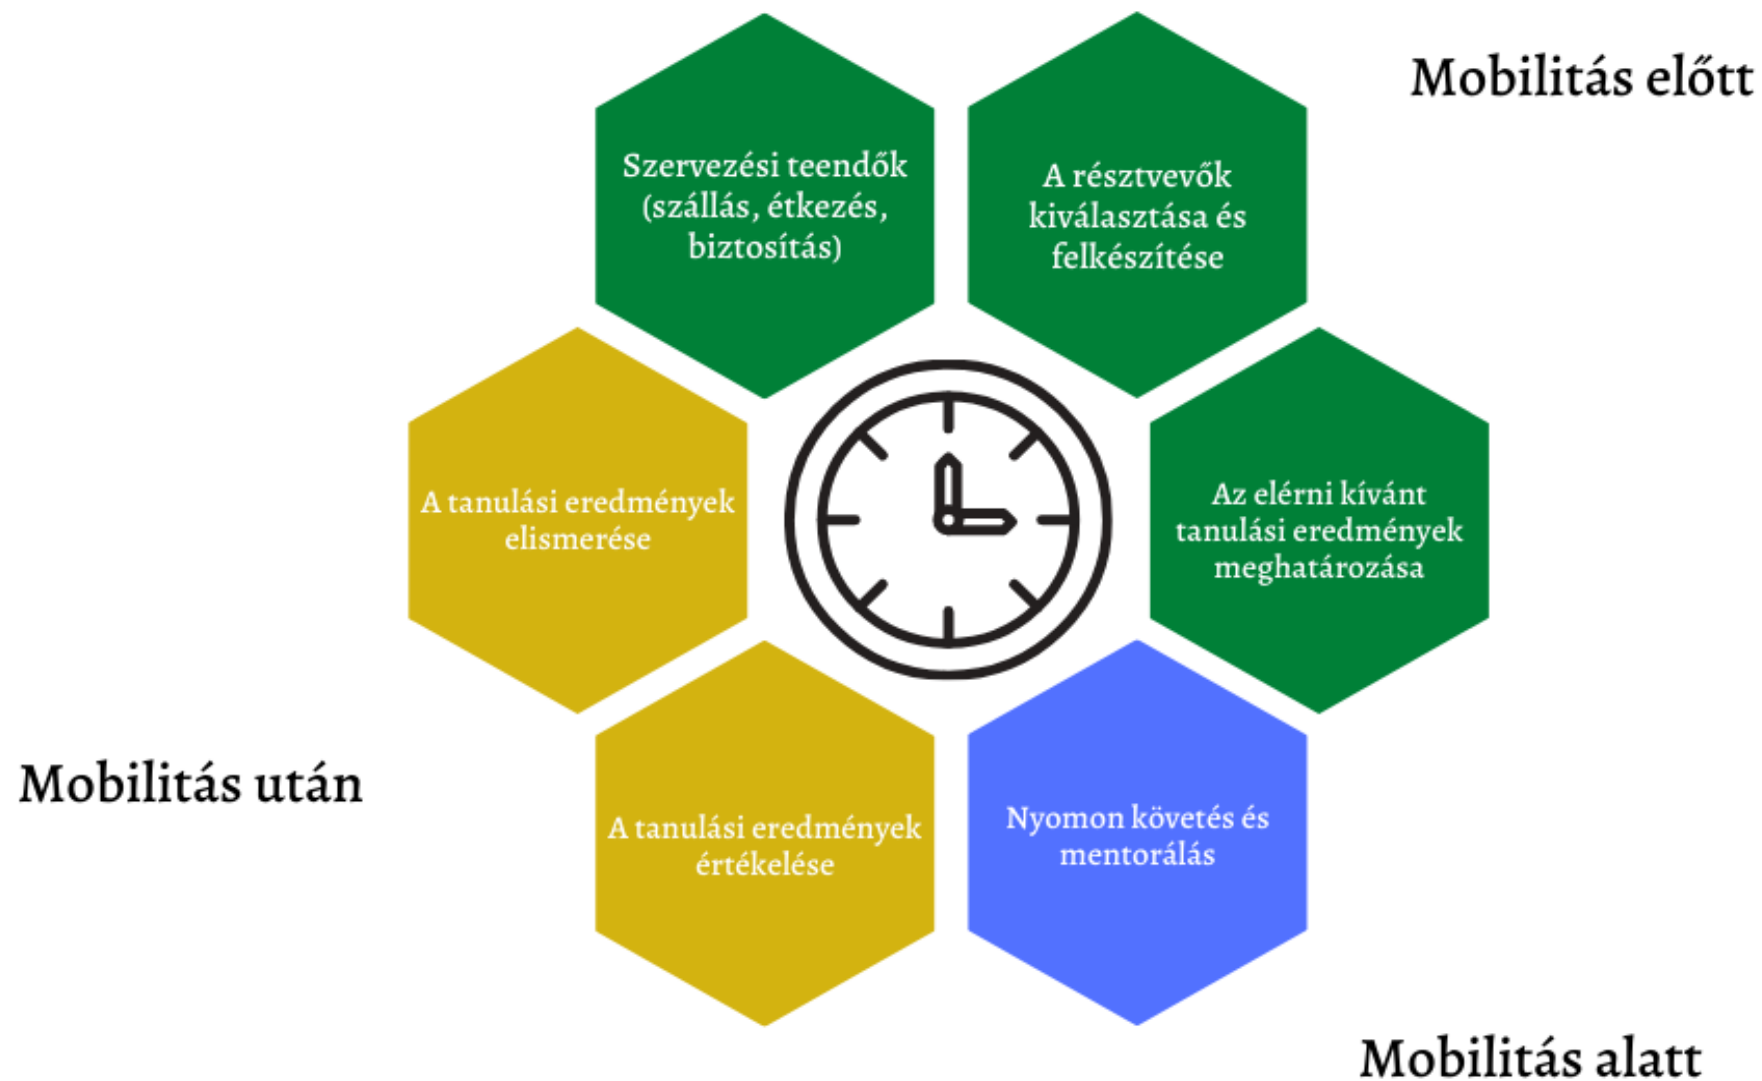 Mobilitás előtt
Szervezési teendők
(szállás, étkezés,
biztosítás)
A résztvevők
kiválasztása és
felkészítése
Az elérni kívánt
tanulási eredmények
meghatározása
A tanulási eredmények
elismerése
Mobilitás után
A tanulási eredmények
értékelése
Nyomon követés és
mentorálás
Mobilitás alatt